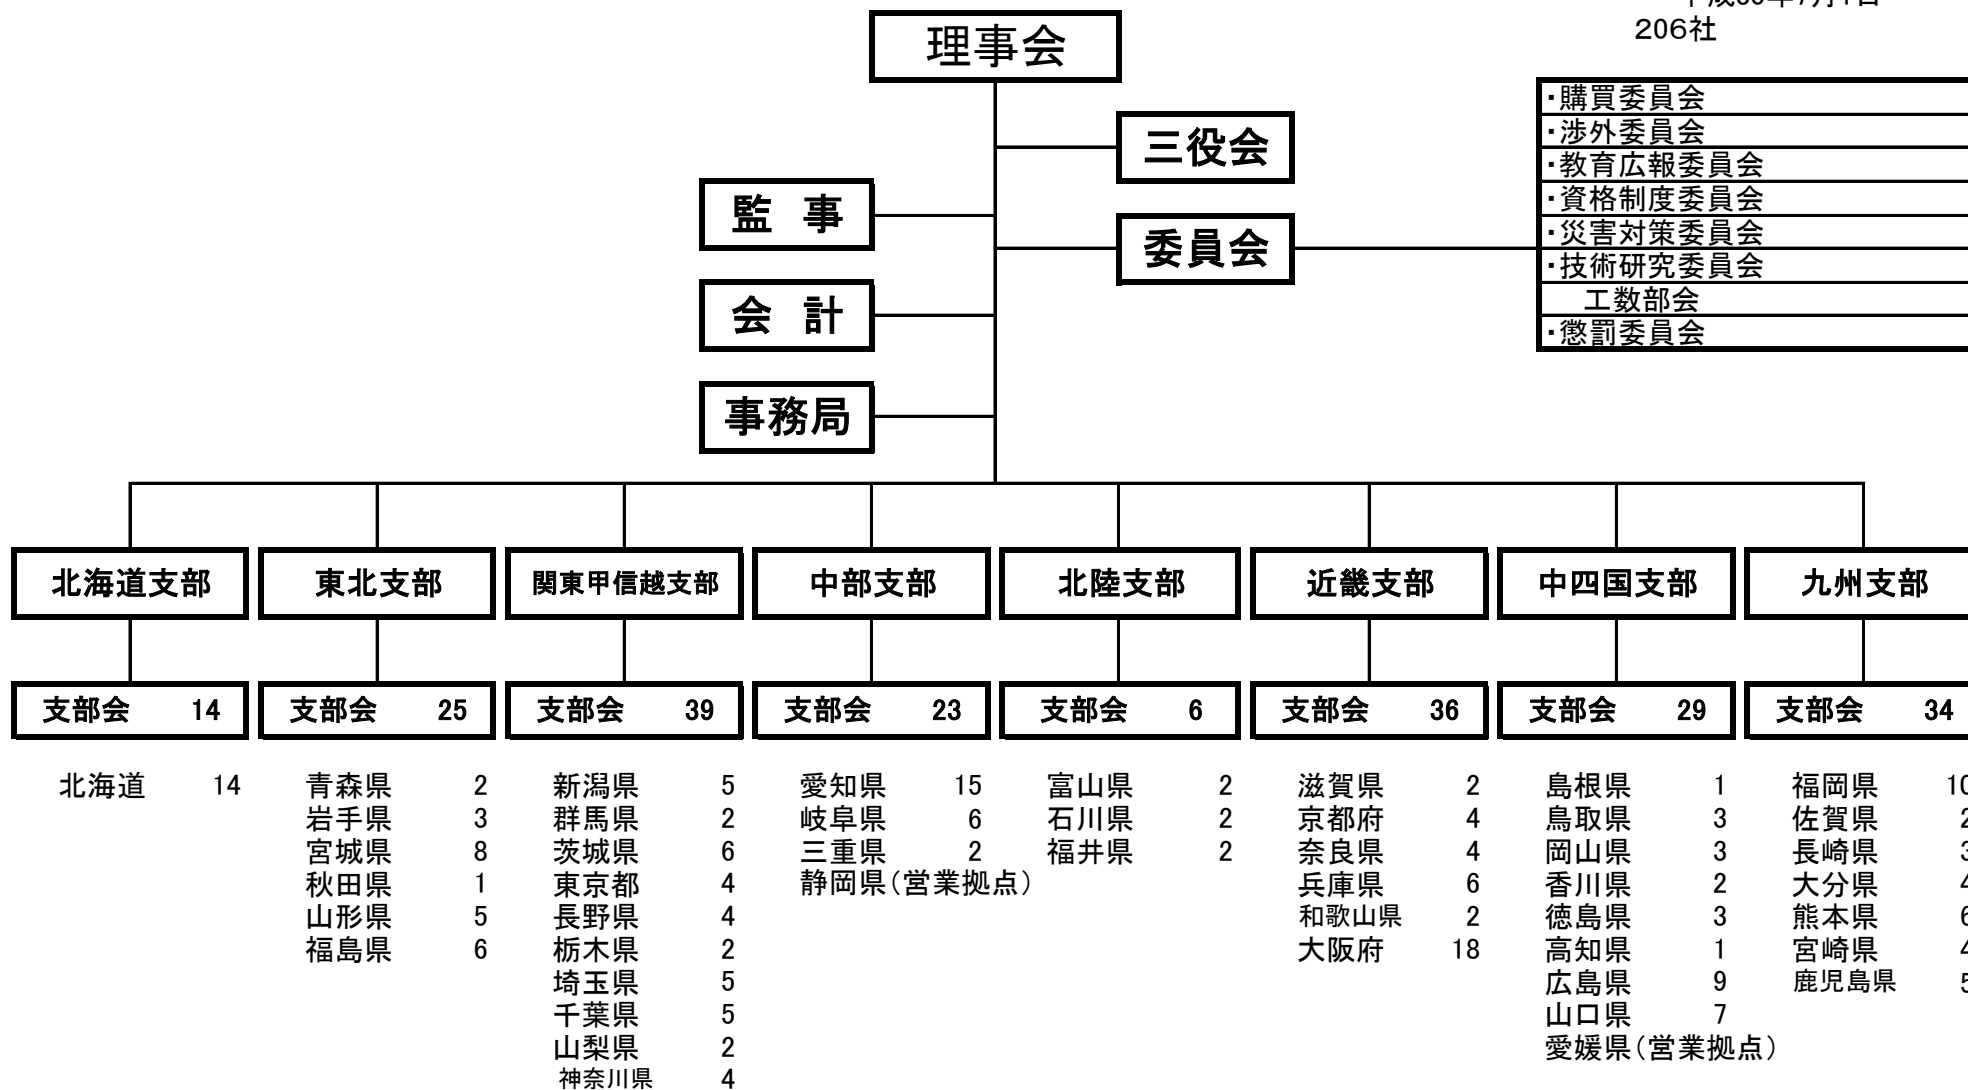 206社
理事会
・購買委員会
・渉外委員会
・教育広報委員会
・資格制度委員会
・災害対策委員会
・技術研究委員会
工数部会
・懲罰委員会
三役会
監 事
委員会
会 計
事務局
北海道支部 東北支部 関東甲信越支部 中部支部 北陸支部 近畿支部 中四国支部 九州支部
支部会 14 支部会 25 支部会 39 支部会 23 支部会 6 支部会 36 支部会 29 支部会 34
北海道 14
青森県 2
岩手県 3
宮城県 8
秋田県 1
山形県 5
福島県 6
新潟県 5
群馬県 2
茨城県 6
東京都 4
長野県 4
栃木県 2
埼玉県 5
千葉県 5
山梨県 2
神奈川県 4
愛知県 15
岐阜県 6
三重県 2
静岡県(営業拠点)
富山県 2
石川県 2
福井県 2
滋賀県 2
京都府 4
奈良県 4
兵庫県 6
和歌山県 2
大阪府 18
島根県 1
鳥取県 3
岡山県 3
香川県 2
徳島県 3
高知県 1
広島県 9
山口県 7
愛媛県(営業拠点)
福岡県 10
佐賀県 2
長崎県 3
大分県 4
熊本県 6
宮崎県 4
鹿児島県 5